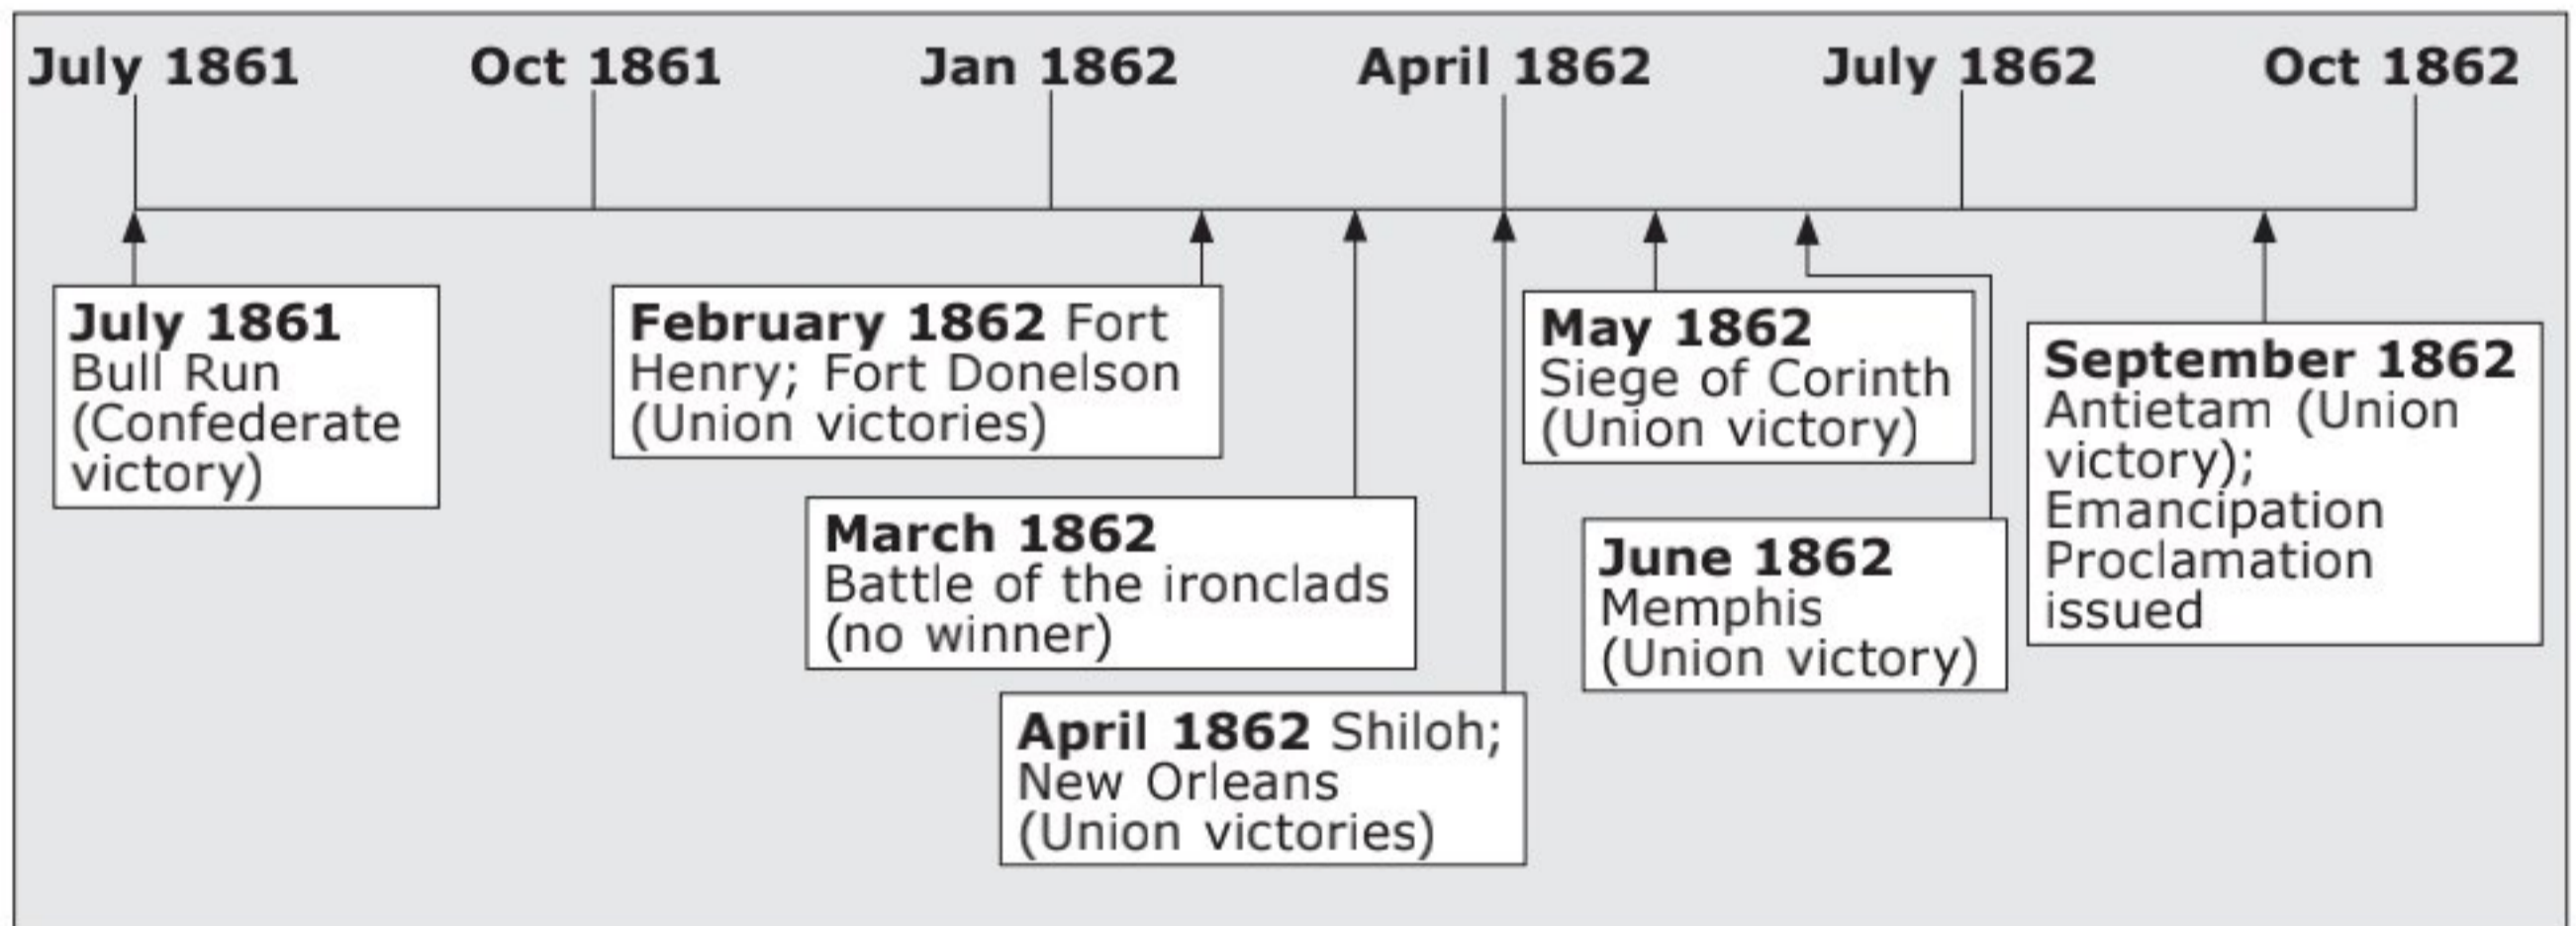 July 1861 Oct 1861 Jan 1862 April 1862 July 1862 Oct 1862
July 1861
Bull Run
(Confederate
victory)
February 1862 Fort
Henry; Fort Donelson
(Union victories)
March 1862
Battle of the ironclads
(no winner)
April 1862 Shiloh;
New Orleans
(Union victories)
May 1862
Siege of Corinth
(Union victory)
June 1862
Memphis
(Union victory)
September 1862
Antietam (Union
victory);
Emancipation
Proclamation
issued